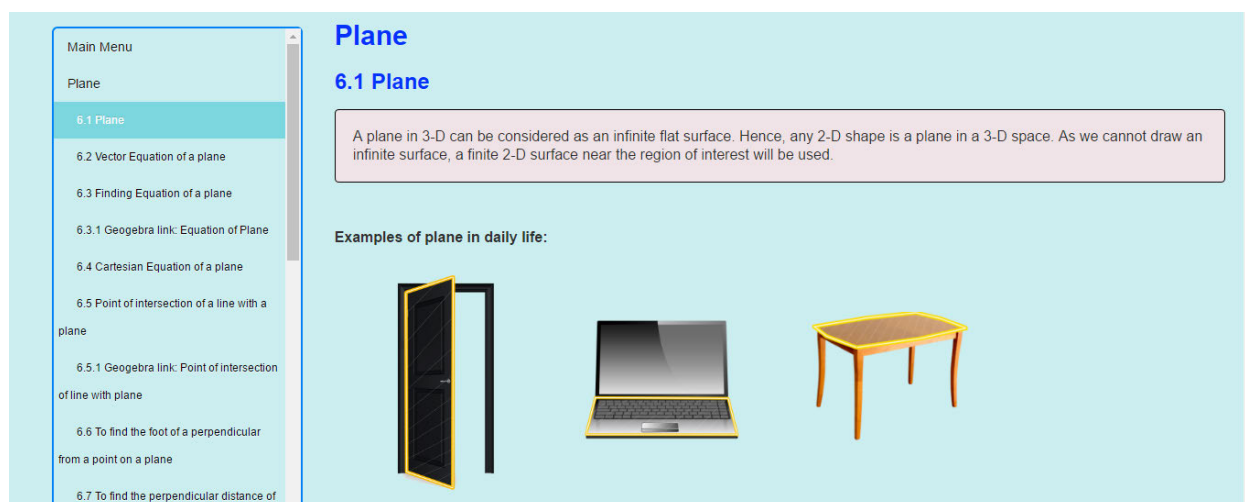 Main Menu
Plane
6.1 Plane
6.2 Vector Equation of a plane
6.3 Finding Equation of a plane
6.3.1 Geogebra link: Equation of Plane
6.4 Cartesian Equation of a plane
6.5 Point of intersection of a line with a
plane
6.5.1 Geogebra link: Point of intersection
of line with plane
6.6 To find the foot of a perpendicular
from a point on a plane
6.7 To find the perpendicular distance of
Plane
6.1 Plane
A plane in 3-D can be considered as an infinite flat surface. Hence, any 2-D shape is a plane in a 3-D space. As we cannot draw an
infinite surface, a finite 2-D surface near the region of interest will be used.
Examples of plane in daily life: